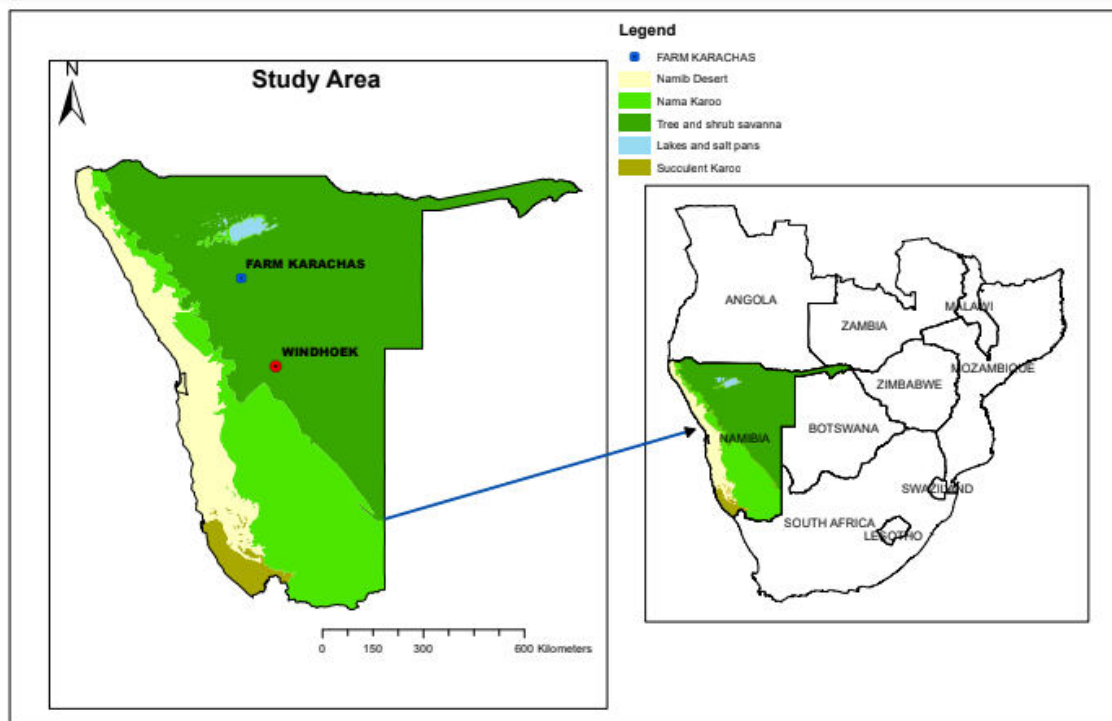 N
Study Area
FARM KARACHAS
WINDHOEK
0 150 300 600 Kilometers
Legend
FARM KARACHAS
Namib Desert
Nama Karoo
Tree and shrub savanna
Lakes and salt pans
Succulent Karoo
ANGOLA
ZAMBIA
MALAWI
MOZAMBIQUE
ZIMBABWE
NAMIBIA
BOTSWANA
SWAZILAND
SOUTH AFRICA
LESOTHO